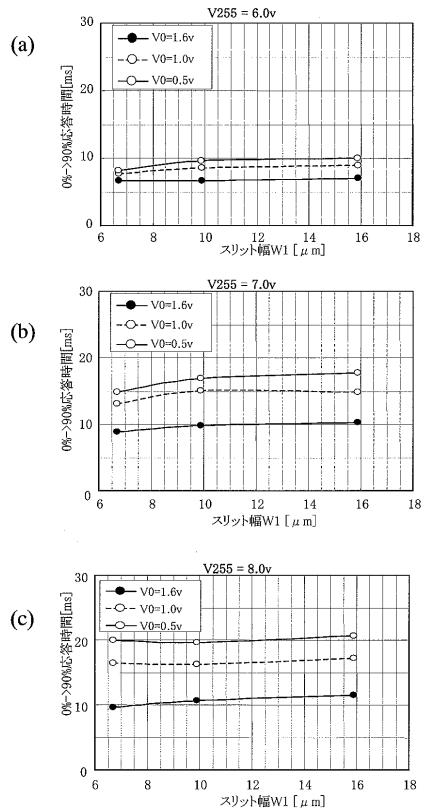 (a)
V255 = 6.0v
V0=1.6v
V0=1.0v
V0=0.5v
0%->90%応答時間[ms]
30
20
10
0
6 8 10 12 14 16 18
スリット幅W1 [ μm]
(b)
V255 = 7.0v
V0=1.6v
V0=1.0v
V0=0.5v
0%->90%応答時間[ms]
30
20
10
0
6 8 10 12 14 16 18
スリット幅W1 [ μm]
(c)
V255 = 8.0v
V0=1.6v
V0=1.0v
V0=0.5v
0%->90%応答時間[ms]
30
20
10
0
6 8 10 12 14 16 18
スリット幅W1 [ μm]